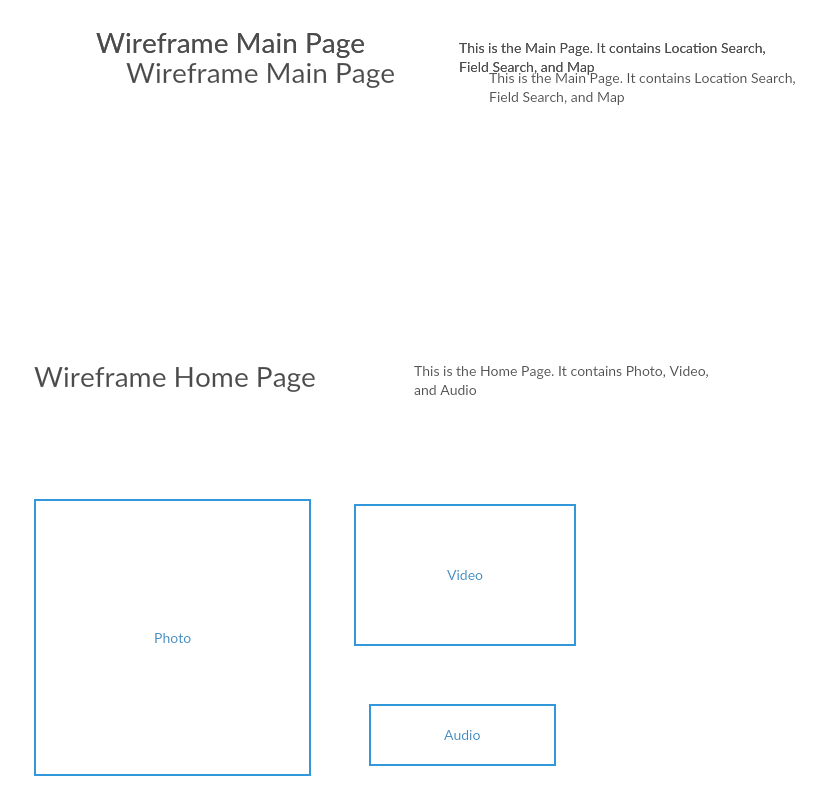 Wireframe Main Page
Wireframe Main Page
This is the Main Page. It contains Location Search,
Field Search, and Map
This is the Main Page. It contains Location Search,
Field Search, and Map
Wireframe Home Page
This is the Home Page. It contains Photo, Video,
and Audio
Photo
Video
Audio